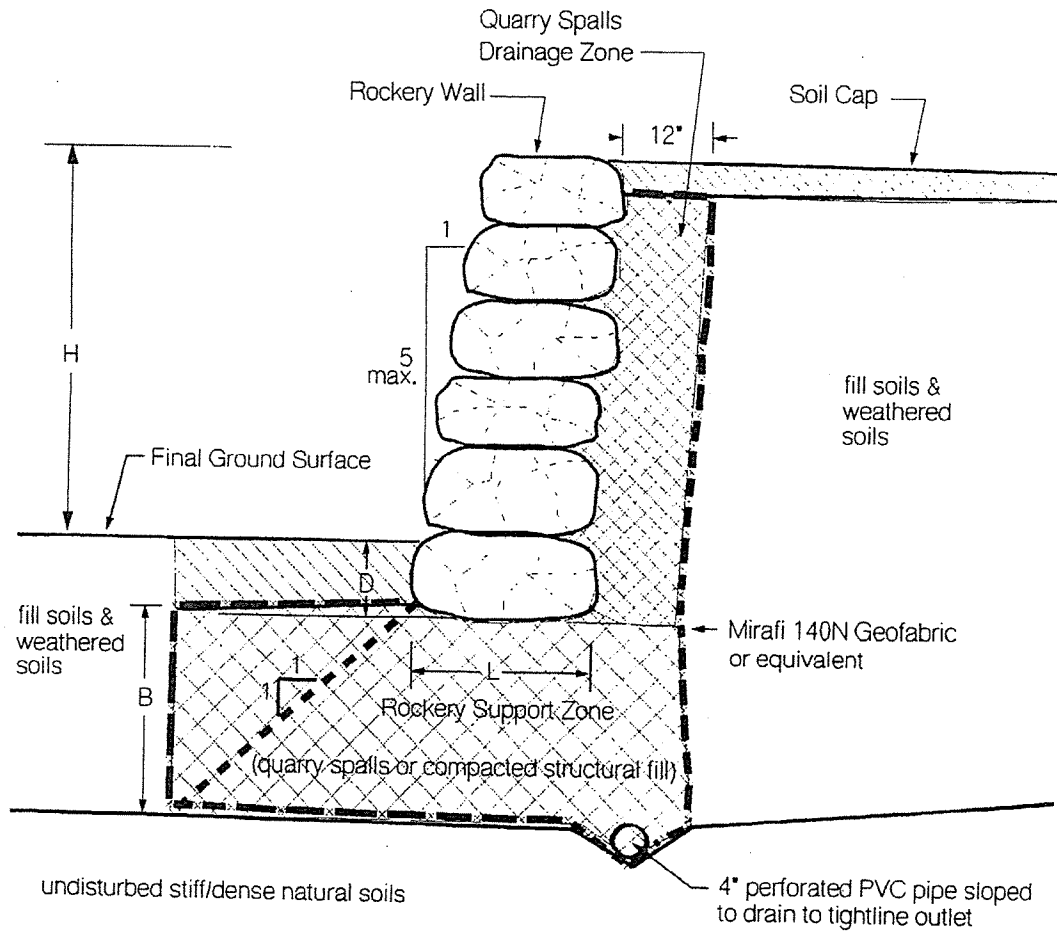 Quarry Spalls
Drainage Zone
Rockery Wall
Soil Cap
12"
1
H
5
max.
fill soils &
weathered
soils
Final Ground Surface
D
fill soils &
weathered
soils
Mirafi 140N Geofabric
or equivalent
B
1
1
L
Rockery Support Zone
(quarry spalls or compacted structural fill)
undisturbed stiff/dense natural soils
4" perforated PVC pipe sloped
to drain to tightline outlet